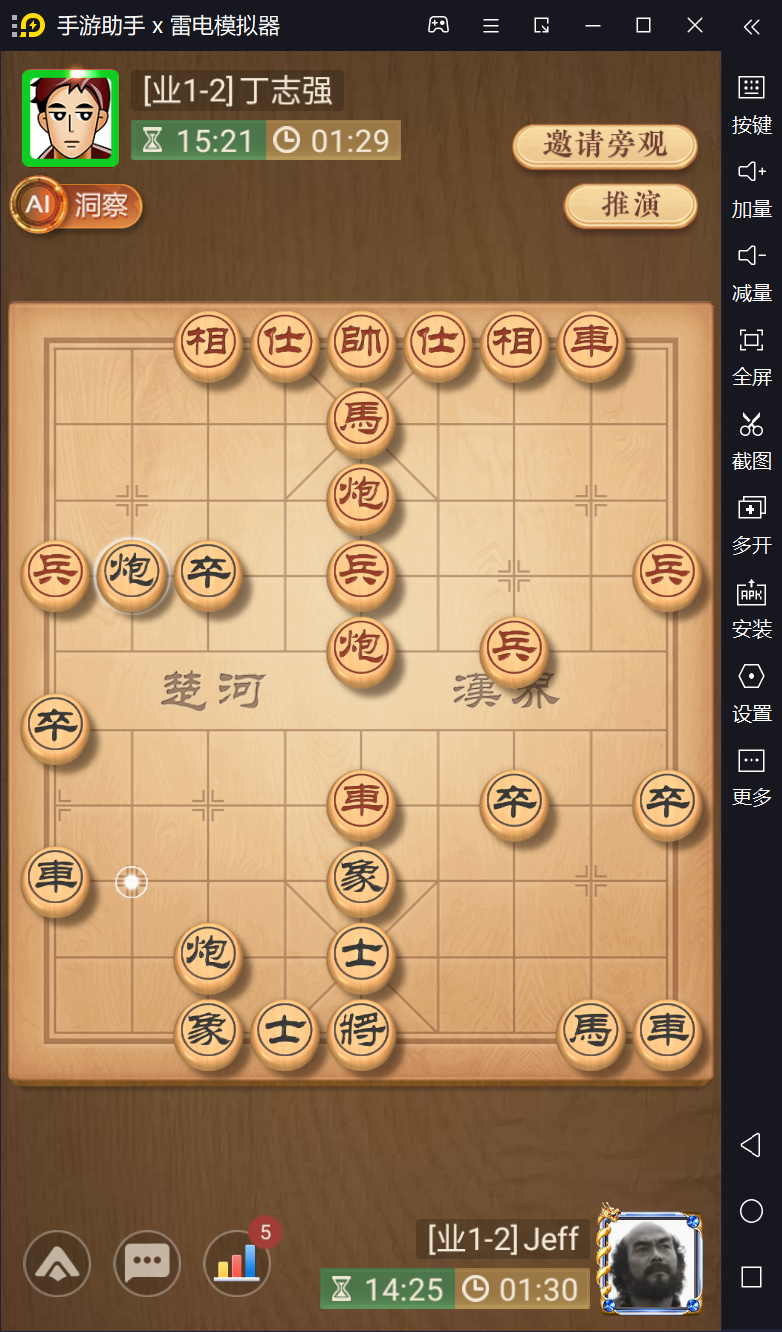 手游助手 x 雷电模拟器
[业1-2]丁志强
15:21 01:29
邀请旁观
AI 洞察
推演
相仕帥仕相車
馬
炮
兵炮卒兵兵
炮兵
楚河 漢界
卒
車卒卒
車象
炮士
象士將馬車
5
[业1-2]Jeff
14:25 01:30
按键
加量
减量
全屏
截图
多开
APK
安装
设置
更多